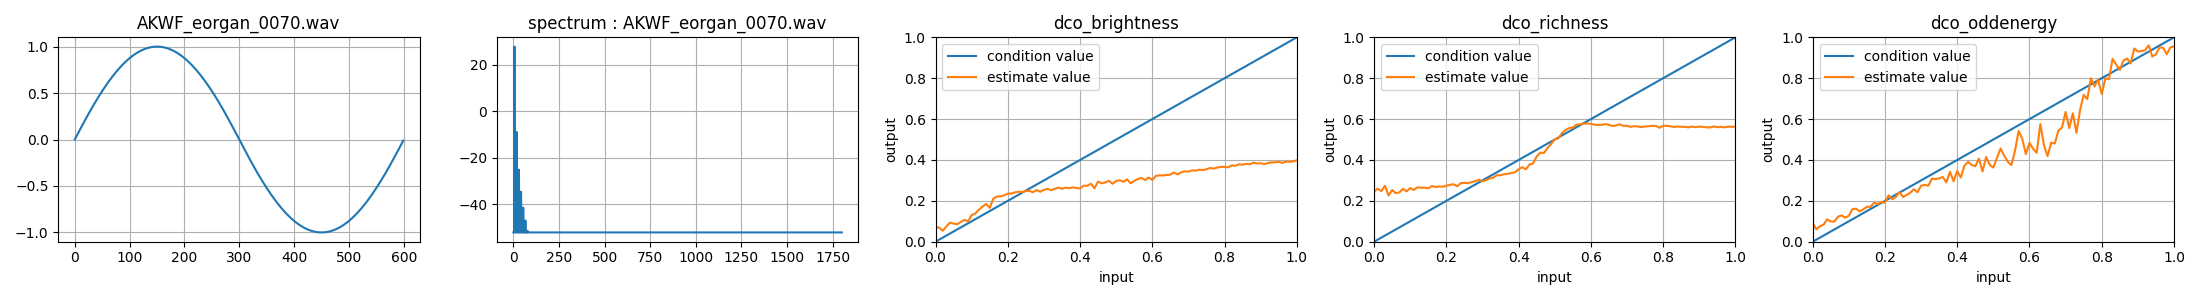 AKWF_eorgan_0070.wav
1.0
0.5
0.0
−0.5
−1.0
0 100 200 300 400 500 600
spectrum : AKWF_eorgan_0070.wav
20
0
−20
−40
0 250 500 750 1000 1250 1500 1750
dco_brightness
condition value
estimate value
output
1.0
0.8
0.6
0.4
0.2
0.0
0.0 0.2 0.4 0.6 0.8 1.0
input
dco_richness
condition value
estimate value
output
1.0
0.8
0.6
0.4
0.2
0.0
0.0 0.2 0.4 0.6 0.8 1.0
input
dco_oddenergy
condition value
estimate value
output
1.0
0.8
0.6
0.4
0.2
0.0
0.0 0.2 0.4 0.6 0.8 1.0
input